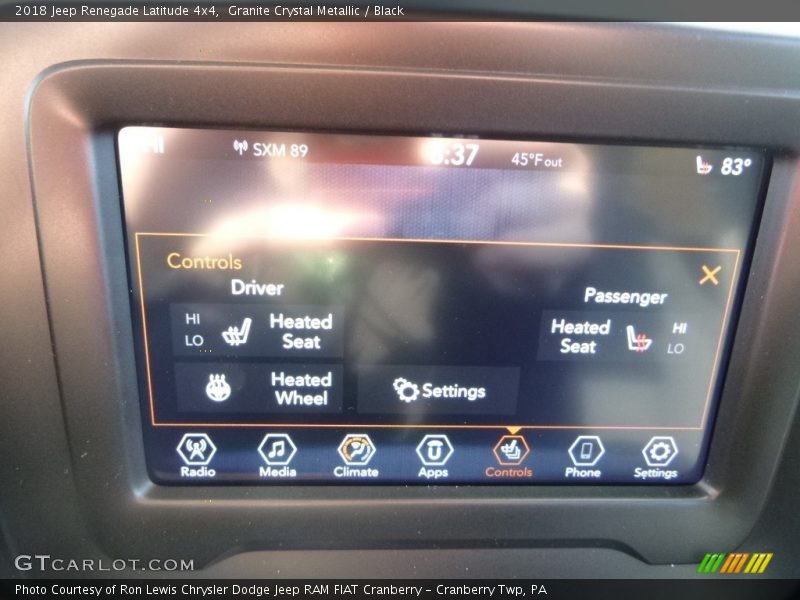 2018 Jeep Renegade Latitude 4x4,  Granite Crystal Metallic / Black
HI SXM 89 45°F out 83°
Controls
Driver Passenger
HI LO Heated Seat
Heated Seat HI LO
Heated Wheel
Settings
Radio Media Climate Apps Controls Phone Settings
GTCARLOT.COM
Photo Courtesy of Ron Lewis Chrysler Dodge Jeep RAM FIAT Cranberry – Cranberry Twp, PA